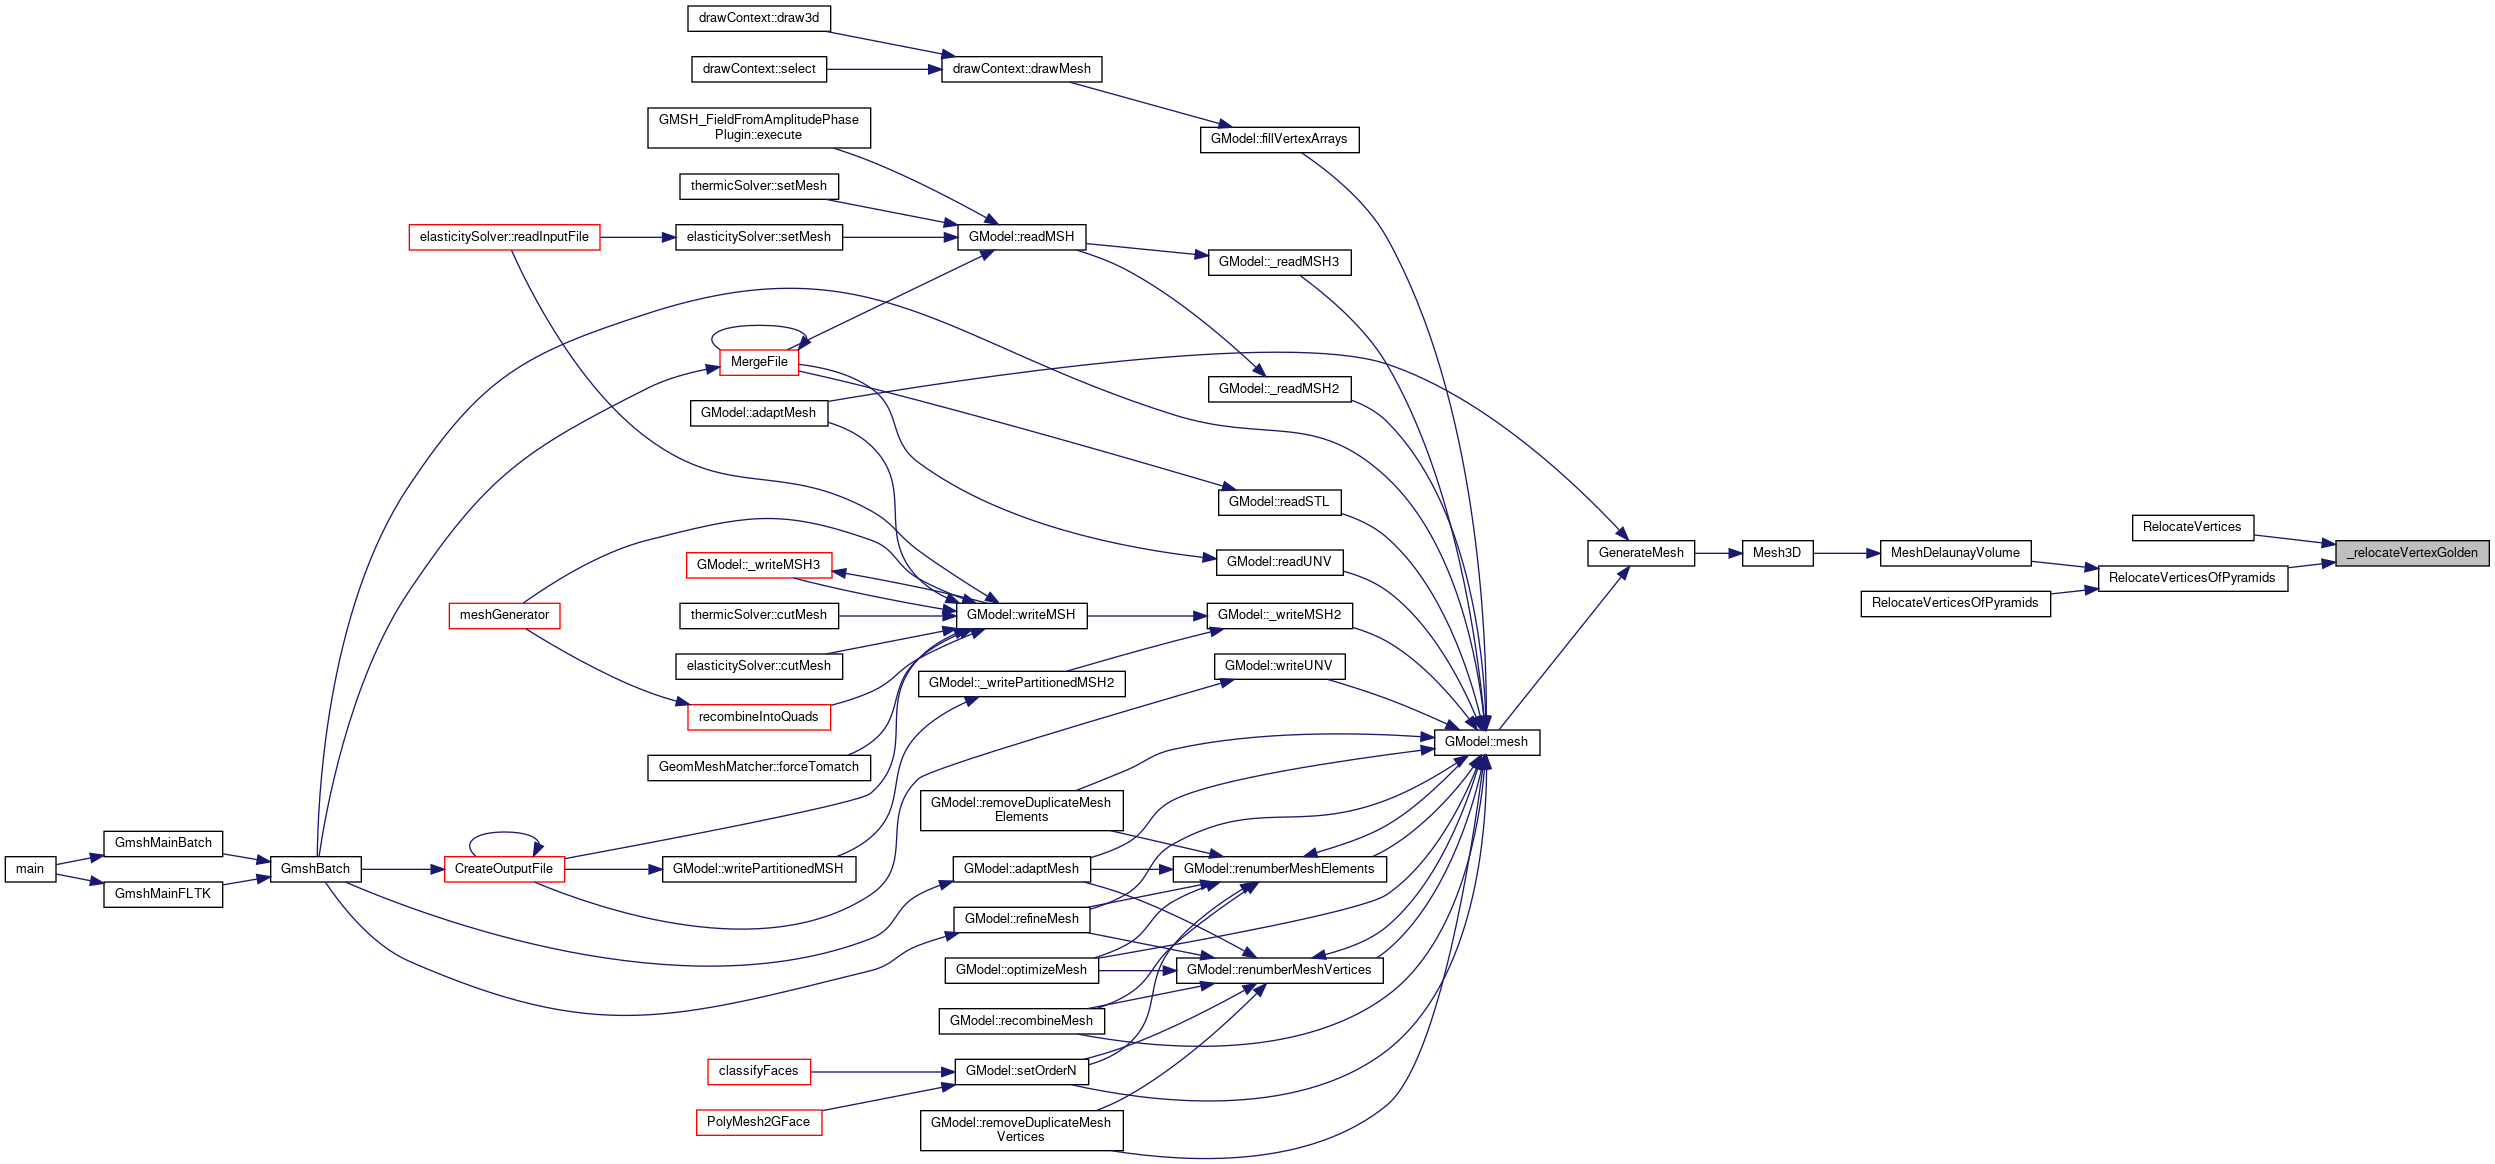 drawContext::draw3d
drawContext::select
drawContext::drawMesh
GMSH_FieldFromAmplitudePhase
Plugin::execute
GModel::fillVertexArrays
thermicSolver::setMesh
elasticitySolver::readInputFile
elasticitySolver::setMesh
GModel::readMSH
GModel::_readMSH3
MergeFile
GModel::_readMSH2
GModel::adaptMesh
GModel::readSTL
RelocateVertices
GModel::_writeMSH3
GModel::readUNV
GenerateMesh
Mesh3D
MeshDelaunayVolume
_relocateVertexGolden
RelocateVerticesOfPyramids
RelocateVerticesOfPyramids
meshGenerator
thermicSolver::cutMesh
GModel::writeMSH
GModel::_writeMSH2
elasticitySolver::cutMesh
GModel::writeUNV
GModel::_writePartitionedMSH2
recombineIntoQuads
GModel::mesh
GeomMeshMatcher::forceTomatch
GModel::removeDuplicateMesh
Elements
GmshMainBatch
main
GmshBatch
CreateOutputFile
GModel::writePartitionedMSH
GModel::adaptMesh
GModel::renumberMeshElements
GmshMainFLTK
GModel::refineMesh
GModel::optimizeMesh
GModel::renumberMeshVertices
GModel::recombineMesh
classifyFaces
GModel::setOrderN
PolyMesh2GFace
GModel::removeDuplicateMesh
Vertices